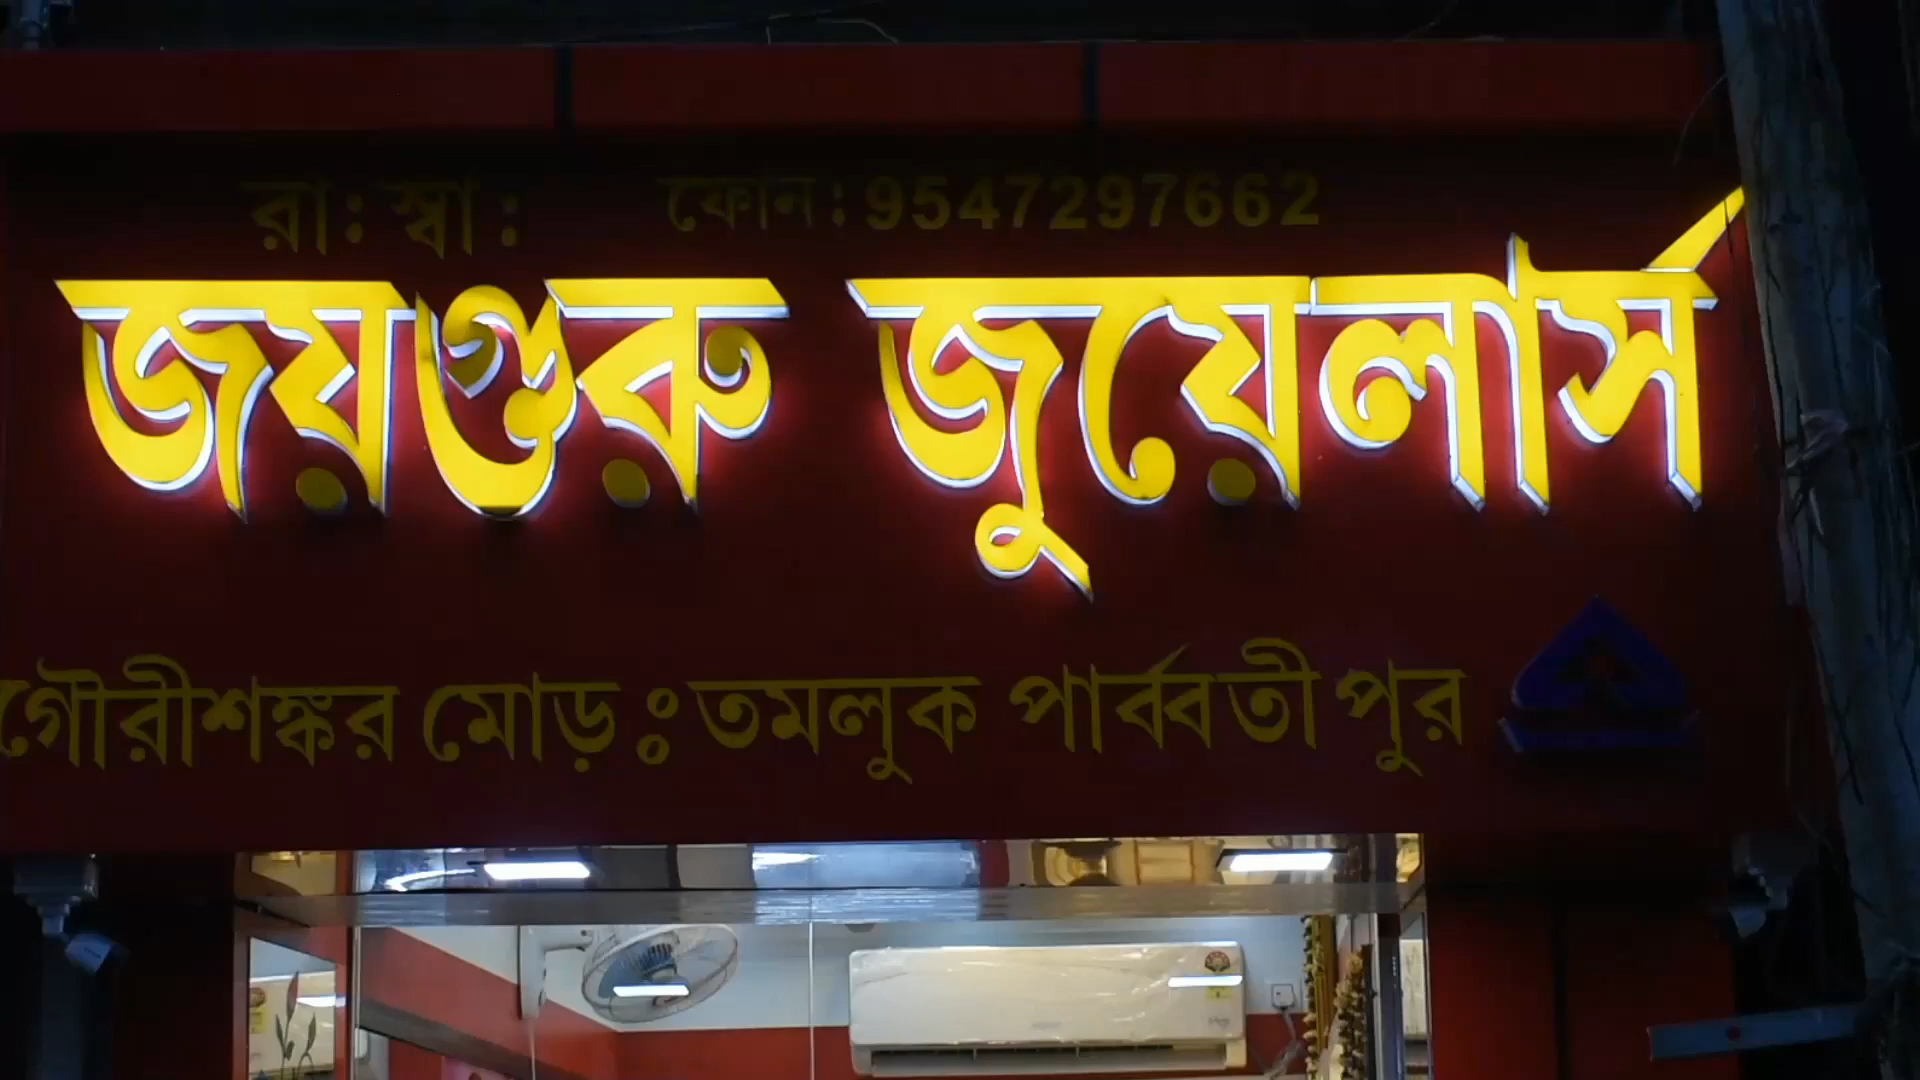 রা: স্বা: ফোন: 9547297662
জয়গুরু জুয়েলার্স
গৌরীশঙ্কর মোড় ঃ তমলুক পার্ব্বতীপুর